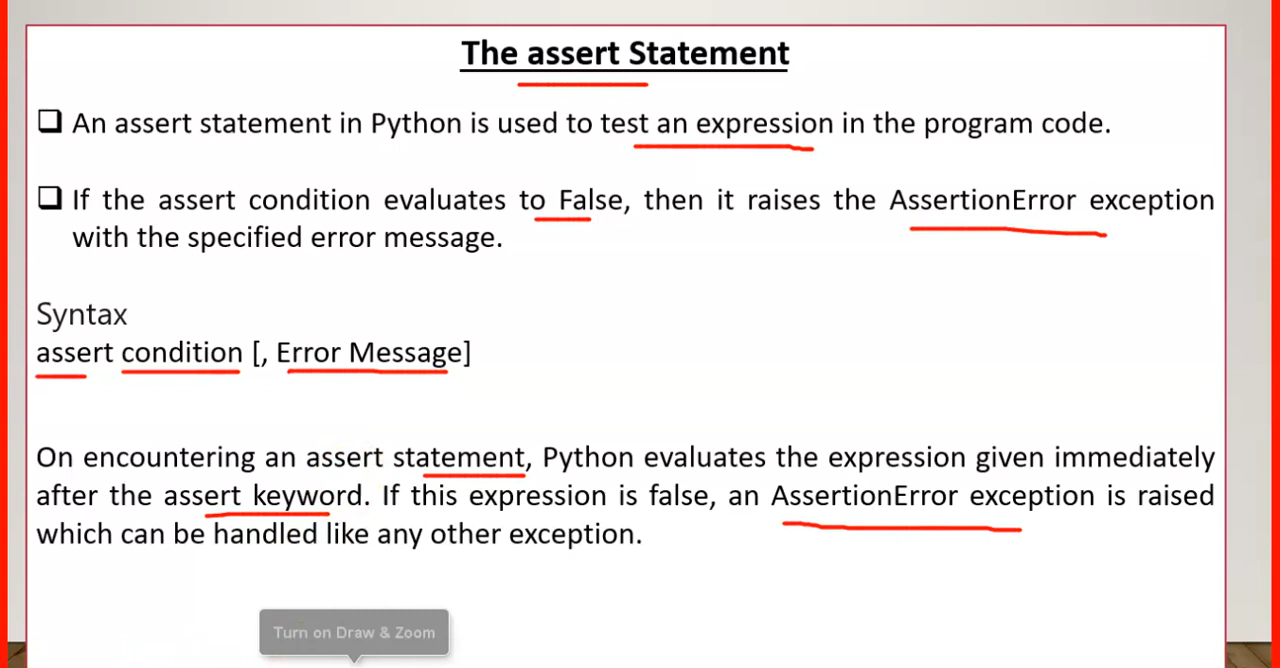 The assert Statement
❑ An assert statement in Python is used to test an expression in the program code.
❑ If the assert condition evaluates to False, then it raises the AssertionError exception
with the specified error message.
Syntax
assert condition [, Error Message]
On encountering an assert statement, Python evaluates the expression given immediately
after the assert keyword. If this expression is false, an AssertionError exception is raised
which can be handled like any other exception.
Turn on Draw & Zoom